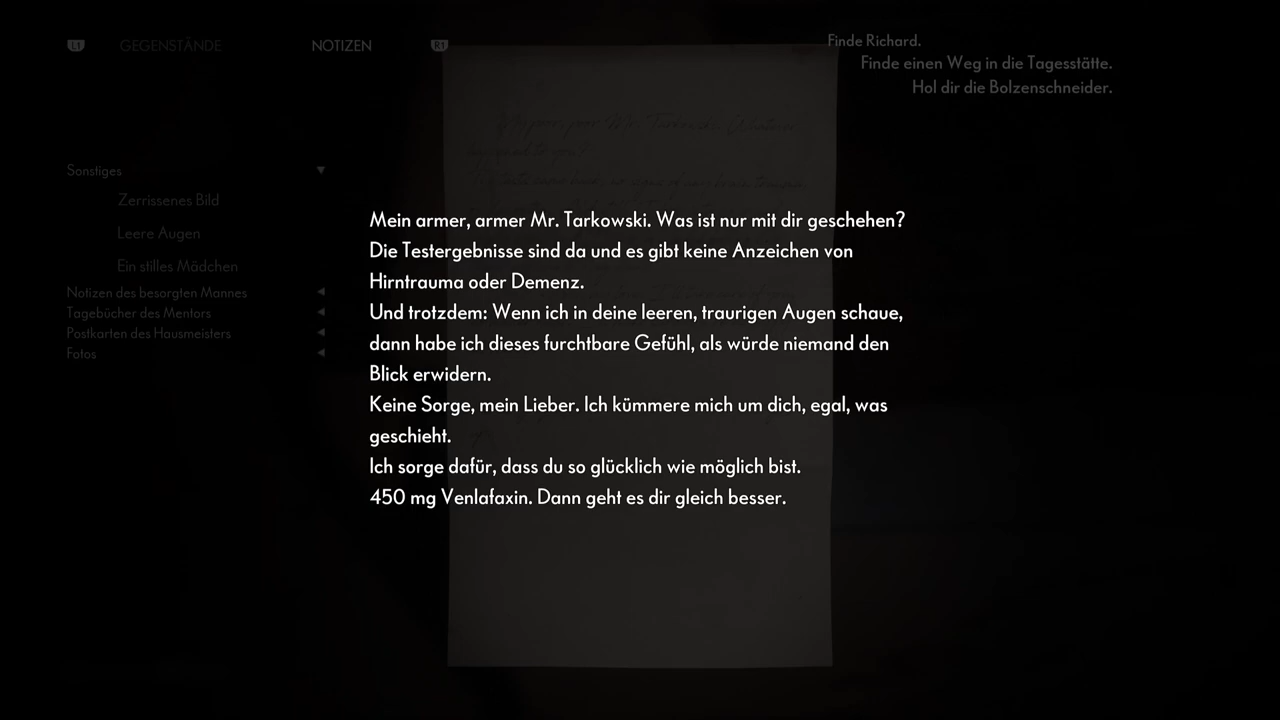 L1 GEGENSTÄNDE NOTIZEN R1
Finde Richard.
Finde einen Weg in die Tagesstätte.
Hol dir die Bolzenschneider.
Sonstiges
Zerrissenes Bild
Leere Augen
Ein stilles Mädchen
Notizen des besorgten Mannes
Tagebücher des Mentors
Postkarten des Hausmeisters
Fotos
Mein armer, armer Mr. Tarkowski. Was ist nur mit dir geschehen?
Die Testergebnisse sind da und es gibt keine Anzeichen von
Hirntrauma oder Demenz.
Und trotzdem: Wenn ich in deine leeren, traurigen Augen schaue,
dann habe ich dieses furchtbare Gefühl, als würde niemand den
Blick erwidern.
Keine Sorge, mein Lieber. Ich kümmere mich um dich, egal, was
geschieht.
Ich sorge dafür, dass du so glücklich wie möglich bist.
450 mg Venlafaxin. Dann geht es dir gleich besser.